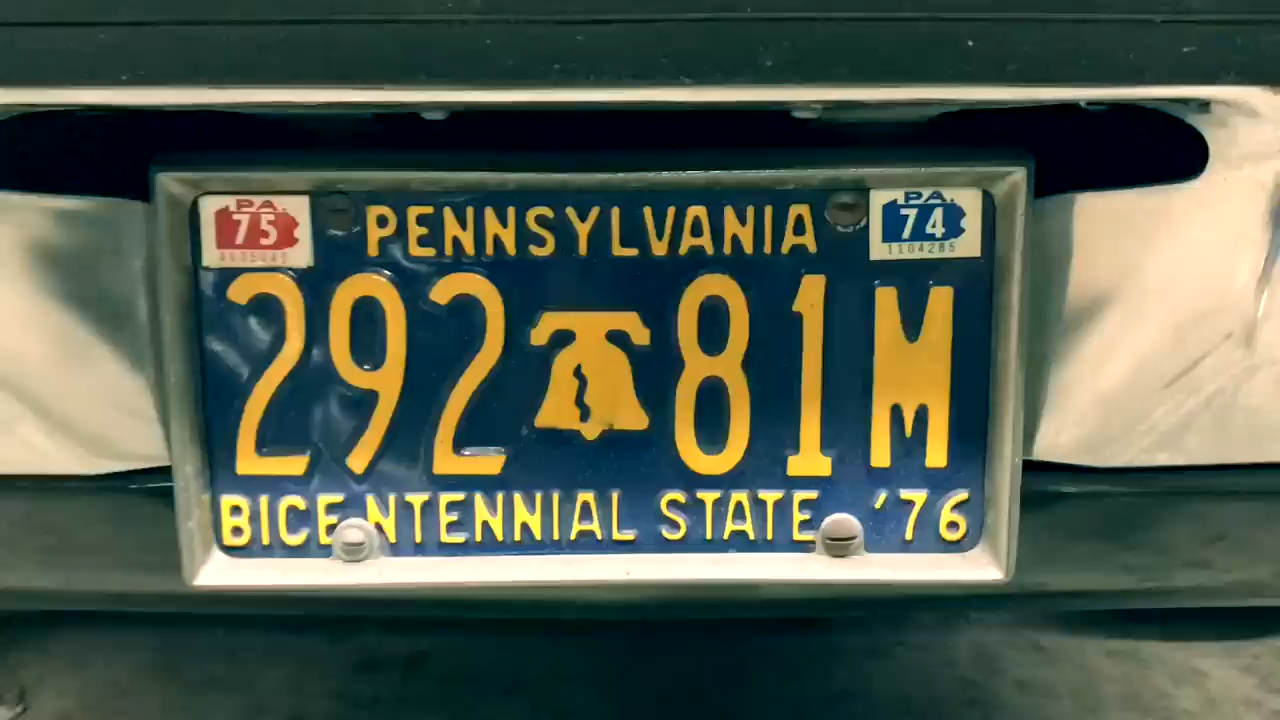 PA.
75
PENNSYLVANIA
PA.
74
1104285
292 81M
BICENTENNIAL STATE '76